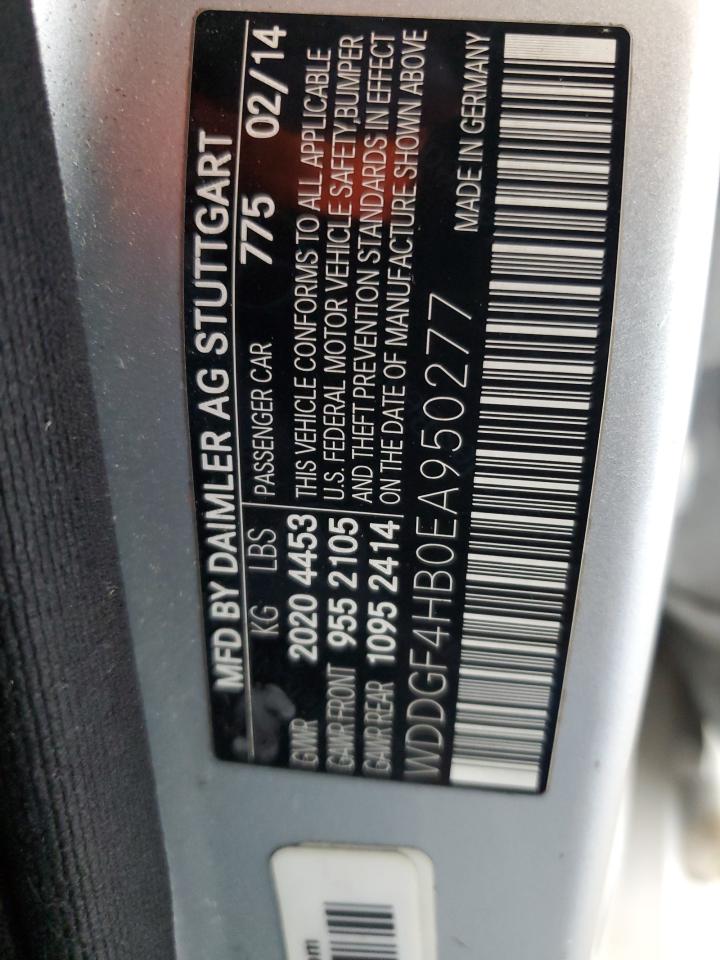 MFD BY DAIMLER AG STUTTGART
775 02/14
KG LBS PASSENGER CAR
GVWR 2020 4453 THIS VEHICLE CONFORMS TO ALL APPLICABLE
U.S. FEDERAL MOTOR VEHICLE SAFETY,BUMPER
GAWR FRONT 955 2105 AND THEFT PREVENTION STANDARDS IN EFFECT
GAWR REAR 1095 2414 ON THE DATE OF MANUFACTURE SHOWN ABOVE
WDDGF4HB0EA950277 MADE IN GERMANY